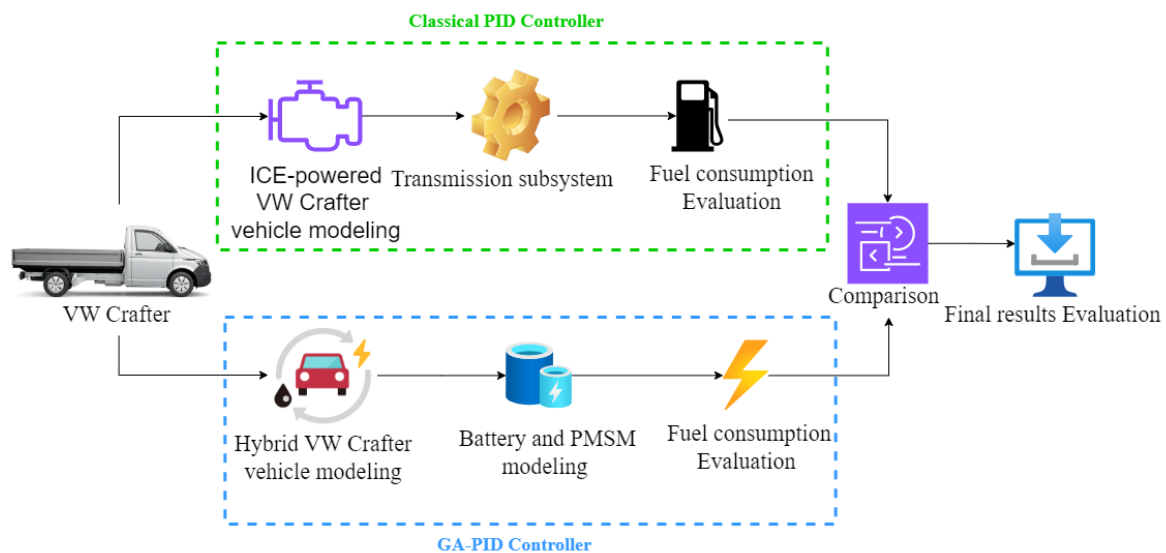 Classical PID Controller
ICE-powered
VW Crafter
vehicle modeling
Transmission subsystem
Fuel consumption
Evaluation
VW Crafter
Comparison
Final results Evaluation
Hybrid VW Crafter
vehicle modeling
Battery and PMSM
modeling
Fuel consumption
Evaluation
GA-PID Controller